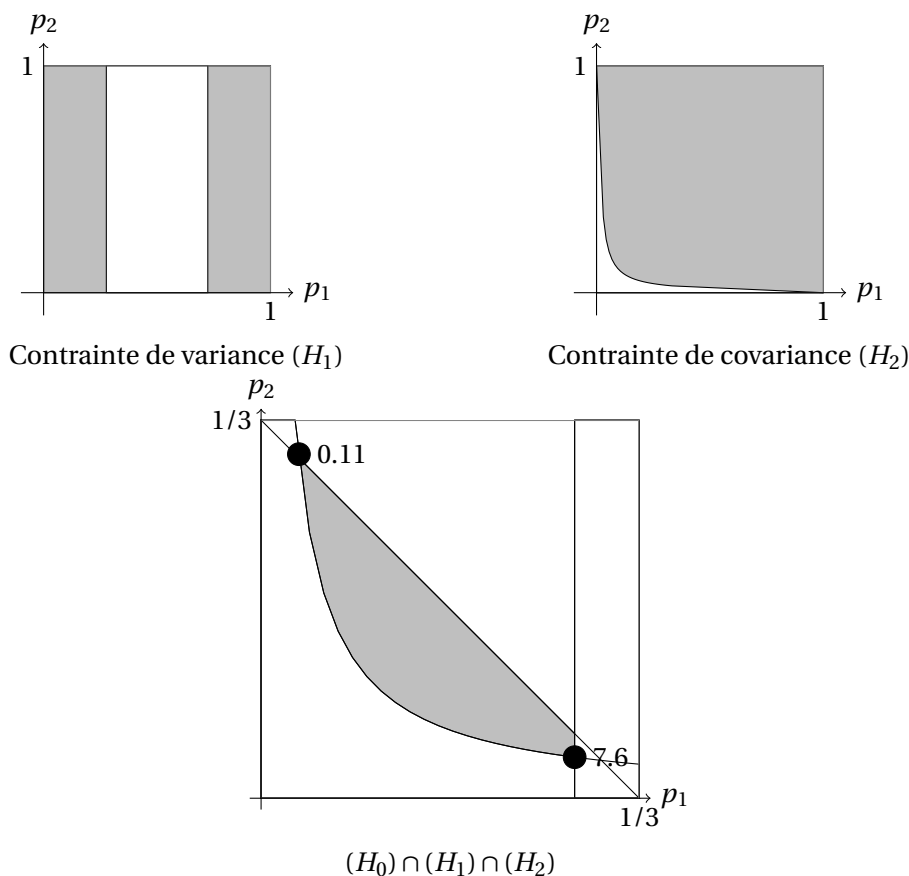 p₂
p₂
1
1
p₁
p₁
1
1
Contrainte de variance (H₁)
Contrainte de covariance (H₂)
p₂
1/3
0.11
7.6
p₁
1/3
(H₀) ∩ (H₁) ∩ (H₂)